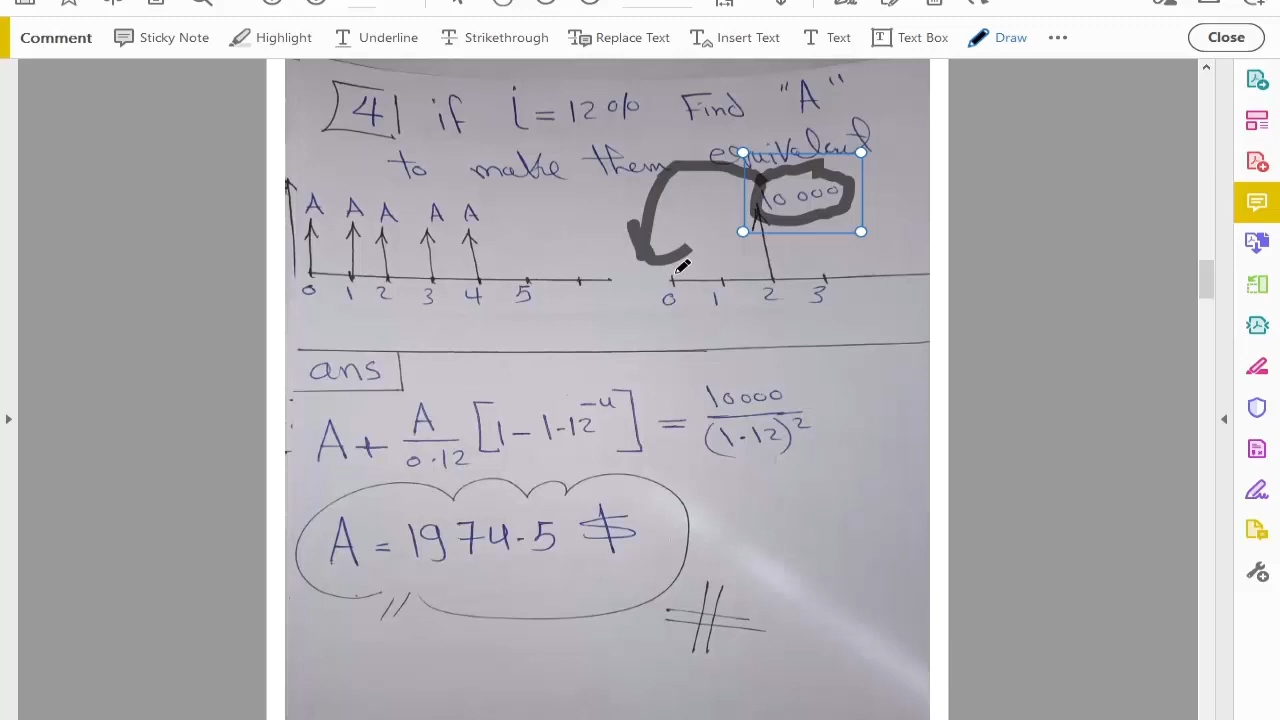 Comment Sticky Note Highlight Underline Strikethrough Replace Text Insert Text Text Text Box Draw Close
4 if i = 12% Find "A"
to make them equivalent
A A A A A 10 000
0 1 2 3 4 5 0 1 2 3
ans
A + A/0.12 [1 - 1.12^-4] = 10000/(1.12)^2
A = 1974.5 $